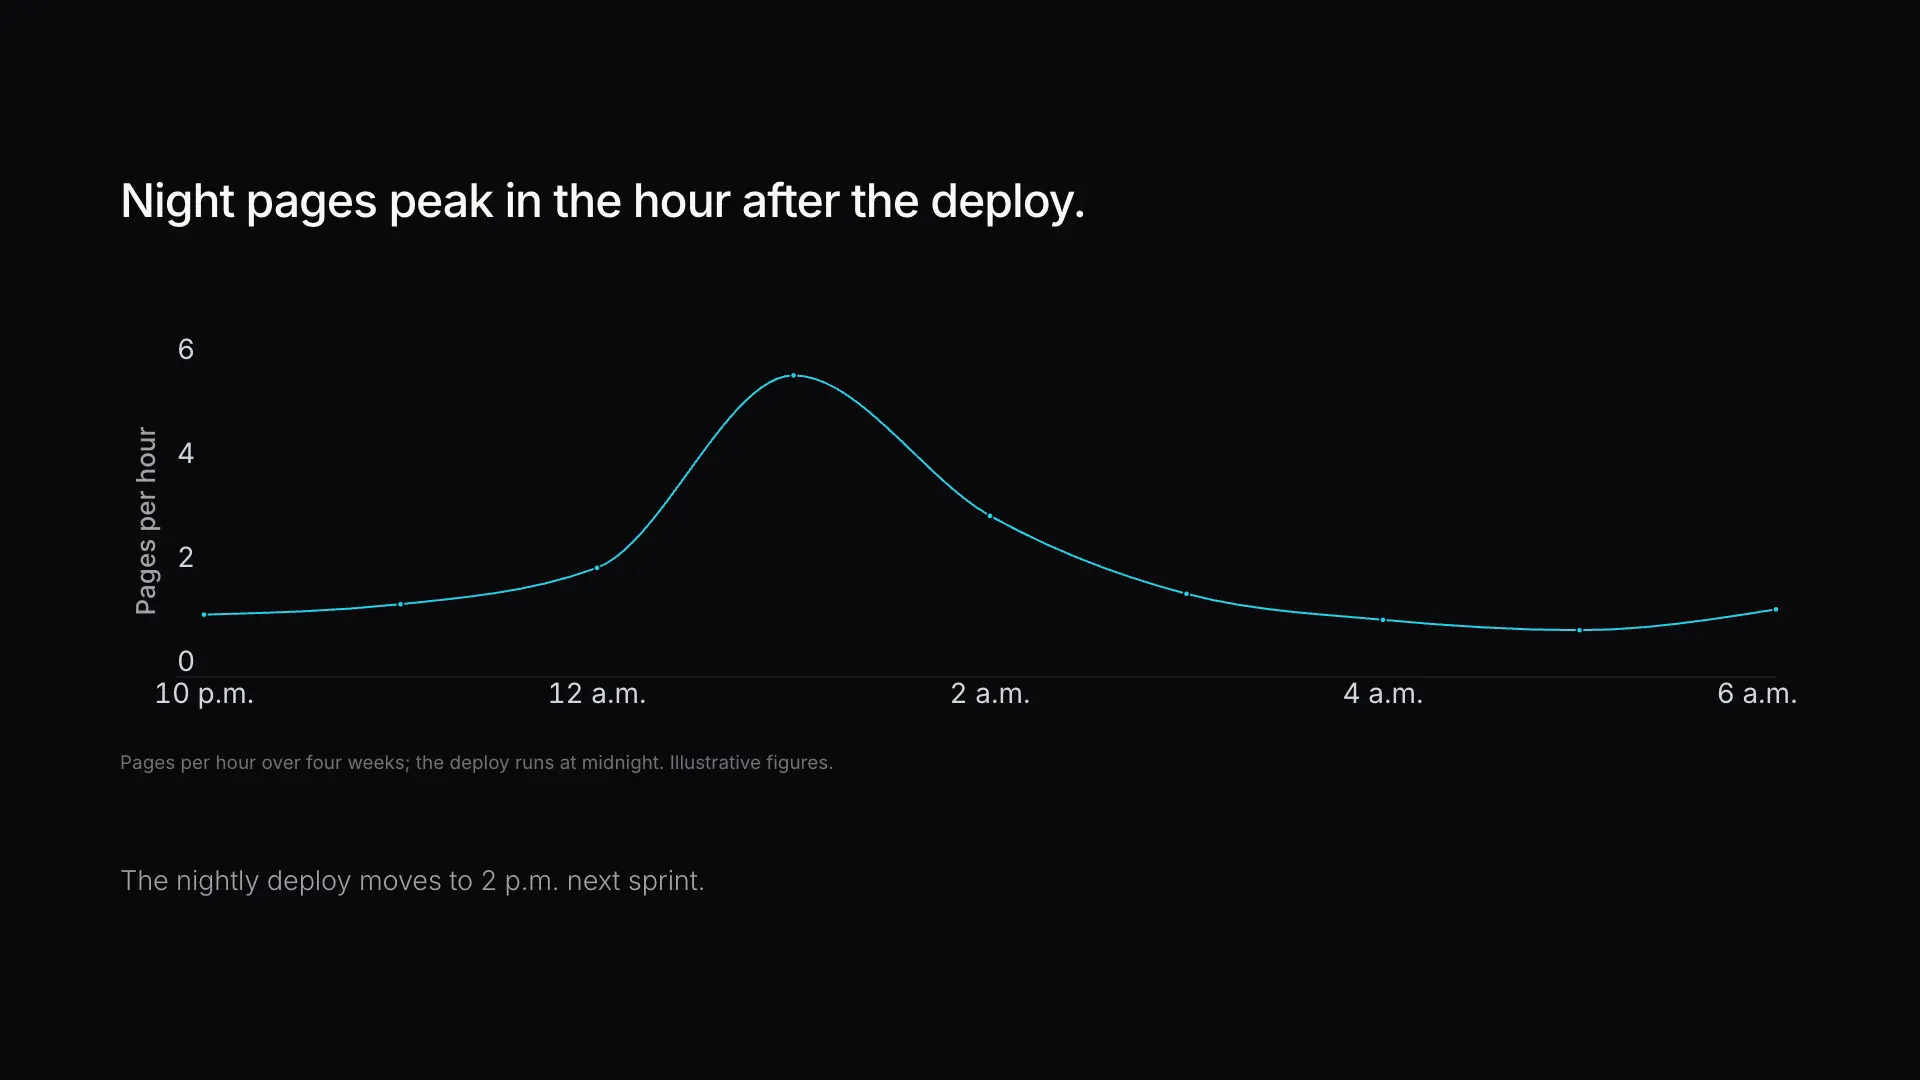 Night pages peak in the hour after the deploy.
6
4
2
0
Pages per hour
10 p.m.
12 a.m.
2 a.m.
4 a.m.
6 a.m.
Pages per hour over four weeks; the deploy runs at midnight. Illustrative figures.
The nightly deploy moves to 2 p.m. next sprint.